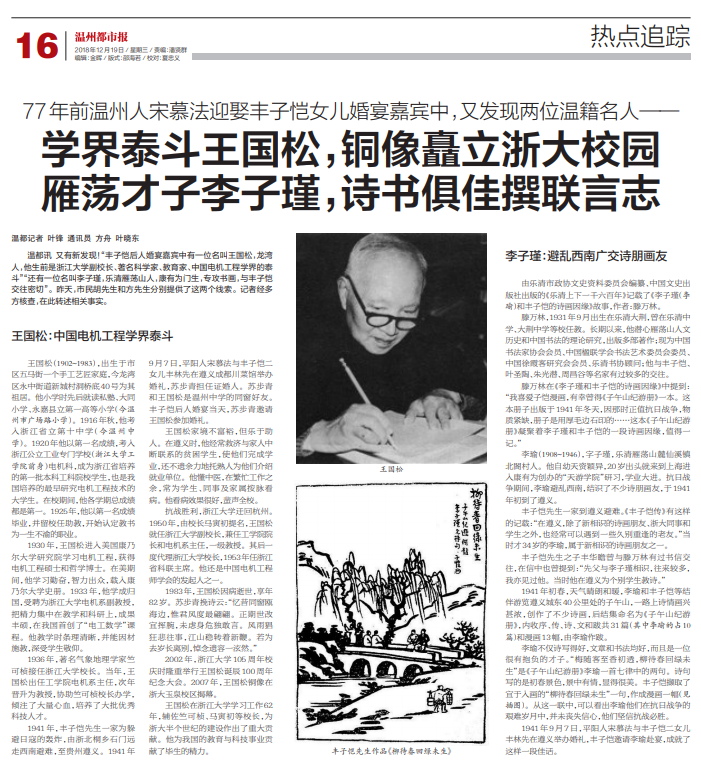 16
温州都市报
2018年12月19日/星期三/责编:潘贤群
编辑:金辉/版式:邵海若/校对:夏忠义
热点追踪
77年前温州人宋慕法迎娶丰子恺女儿婚宴嘉宾中,又发现两位温籍名人——
学界泰斗王国松,铜像矗立浙大校园
雁荡才子李子瑾,诗书俱佳撰联言志
温都记者 叶锋 通讯员 方舟 叶晓东
温都讯 又有新发现!“丰子恺后人婚宴嘉宾中有一位名叫王国松,龙湾
人,他生前是浙江大学副校长、著名科学家、教育家、中国电机工程学界的泰
斗”“还有一位名叫李子瑾,乐清雁荡山人,康有为门生,专攻书画,与丰子恺
交往密切”。昨天,市民胡先生和方先生分别提供了这两个线索。记者经多
方核查,在此转述相关事实。
王国松:中国电机工程学界泰斗
王国松(1902-1983),出生于市
区五马街一个手工艺匠家庭,今龙湾
区永中街道新城村洞桥底40号为其
祖居。他小时先后就读私塾、大同
小学、永嘉县立第一高等小学(今温
州市广场路小学)。1916年秋,他考
入浙江省立第十中学(今温州中
学)。1920年他以第一名成绩,考入
浙江公立工业专门学校(浙江大学工
学院前身)电机科,成为浙江省培养
的第一批本科工科院校学生,也是我
国培养的最早研究电机工程技术的
大学生。在校期间,他各学期总成绩
都是第一。1925年,他以第一名成绩
毕业,并留校任助教,开始认定教书
为一生不渝的职业。
1930年,王国松进入美国康乃
尔大学研究院学习电机工程,获得
电机工程硕士和哲学博士。在美期
间,他学习勤奋,智力出众,载入康
乃尔大学史册。1933年,他学成归
国,受聘为浙江大学电机系副教授,
把精力集中在教学和科研上,成果
丰硕,在我国首创了“电工数学”课
程。他教学时条理清晰,并能因材
施教,深受学生敬仰。
1936年,著名气象地理学家竺
可桢接任浙江大学校长。当年,王
国松出任工学院电机系主任,次年
晋升为教授,协助竺可桢校长办学,
倾注了大量心血,培养了大批优秀
科技人才。
1941年,丰子恺先生一家为躲
避日寇的轰炸,由浙北桐乡石门远
走西南避难,至贵州遵义。1941年
9月7日,平阳人宋慕法与丰子恺二
女儿丰林先在遵义成都川菜馆举办
婚礼,苏步青担任证婚人。苏步青
和王国松是温州中学的同窗好友。
丰子恺后人婚宴当天,苏步青邀请
王国松参加婚礼。
王国松家境不富裕,但乐于助
人。在遵义时,他经常救济与家人中
断联系的贫困学生,使他们完成学
业,还不遗余力地托熟人为他们介绍
就业单位。他懂中医,在繁忙工作之
余,常为学生、同事及家属按脉看
病。他看病效果很好,蜚声全校。
抗战胜利,浙江大学迁回杭州。
1950年,由校长马寅初提名,王国松
就任浙江大学副校长,兼任工学院院
长和电机系主任,一级教授。其后一
度代理浙江大学校长,1963年任浙江
省科联主席。他还是中国电机工程
师学会的发起人之一。
1983年,王国松因病逝世,享年
82岁。苏步青挽诗云:“忆昔同窗瓯
海边,惟君风度最翩翩。正期世改
宜保腕,未虑身危独敢言。风雨鹅
狂悲往事,江山稳转着新鞭。若为
去岁长离别,悼念遗容一泫然。”
2002年,浙江大学105周年校
庆时隆重举行王国松诞辰100周年
纪念大会。2007年,王国松铜像在
浙大玉泉校区揭幕。
王国松在浙江大学学习工作62
年,辅佐竺可桢、马寅初等校长,为
浙大半个世纪的建设作出了重大贡
献。他为我国的教育与科技事业贡
献了毕生的精力。
王国松
柳待春回绿未生
丰子恺先生作品《柳待春回绿未生》
李子瑾:避乱西南广交诗朋画友
由乐清市政协文史资料委员会编纂、中国文史出
版社出版的《乐清上下一千六百年》记载了《李子瑾(李
瑜)和丰子恺的诗画因缘》故事,作者:滕万林。
滕万林,1931年9月出生在乐清大荆,曾在乐清中
学、大荆中学等校任教。长期以来,他潜心雁荡山人文
历史和中国书法的理论研究,出版多部著作;现为中国
书法家协会会员、中国楹联学会书法艺术委员会委员、
中国徐霞客研究会会员、乐清书协顾问;他与丰子恺、
叶圣陶、朱光潜、周昌谷等名家有过较多的交往。
滕万林在《李子瑾和丰子恺的诗画因缘》中提到:
“我喜爱子恺漫画,有幸曾得《子午山纪游册》一本。这
本册子出版于1941年冬天,因那时正值抗日战争,物
质紧缺,册子是用厚毛边石印的……这本《子午山纪游
册》凝聚着李子瑾和丰子恺的一段诗画因缘,值得一
记。”
李瑜(1908-1946),字子瑾,乐清雁荡山麓仙溪镇
北阁村人。他自幼天资颖异,20岁出头就来到上海进
入康有为创办的“天游学院”研习,学业大进。抗日战
争期间,李瑜避乱西南,结识了不少诗朋画友,于1941
年初到了遵义。
丰子恺先生一家到遵义避难。《丰子恺传》有这样
的记载:“在遵义,除了新相识的诗画朋友、浙大同事和
学生之外,也经常可以遇到一些久别重逢的老友。”当
时才34岁的李瑜,属于新相识的诗画朋友之一。
丰子恺先生之子丰华瞻曾与滕万林有过书信交
往,在信中也曾提到:“先父与李子瑾相识,往来较多,
我亦见过他。当时他在遵义为个别学生教诗。”
1941年初春,天气晴朗和暖,李瑜和丰子恺等结
伴游览遵义城东40公里处的子午山,一路上诗情画兴
甚浓,创作了不少诗画,后结集命名为《子午山纪游
册》,内收序、传、诗、文和跋共31篇(其中李瑜的占10
篇)和漫画13幅,由李瑜作跋。
李瑜不仅诗写得好,文章和书法均好,而且是一位
很有抱负的才子。“梅随客至香初透,柳待春回绿未
生”是《子午山纪游册》李瑜一首七律中的两句。诗句
写的是初春景色,景中有情,显得很美。丰子恺撷取了
宜于入画的“柳待春回绿未生”一句,作成漫画一幅(见
插图)。从这一联中,可以看出李瑜他们在抗日战争的
艰难岁月中,并未丧失信心,他们坚信抗战必胜。
1941年9月7日,平阳人宋慕法与丰子恺二女儿
丰林先在遵义举办婚礼,丰子恺邀请李瑜赴宴,成就了
这样一段佳话。